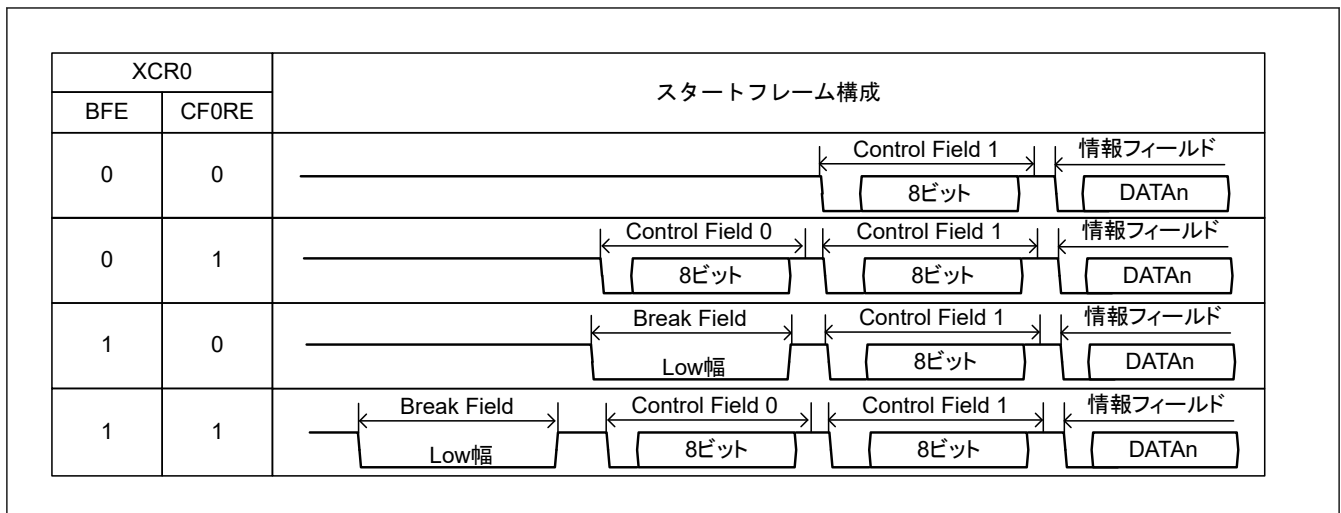 XCR0
スタートフレーム構成
BFE CF0RE
Control Field 1 情報フィールド
0 0
8ビット DATAn
Control Field 0 Control Field 1 情報フィールド
0 1
8ビット 8ビット DATAn
Break Field Control Field 1 情報フィールド
1 0
Low幅 8ビット DATAn
Break Field Control Field 0 Control Field 1 情報フィールド
1 1
Low幅 8ビット 8ビット DATAn